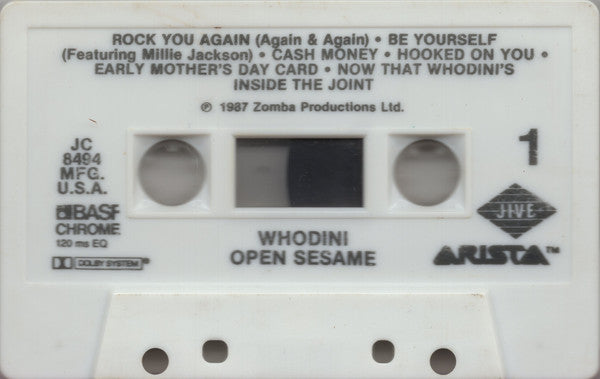 ROCK YOU AGAIN (Again & Again) • BE YOURSELF
(Featuring Millie Jackson) • CASH MONEY • HOOKED ON YOU •
EARLY MOTHER'S DAY CARD • NOW THAT WHODINI'S
INSIDE THE JOINT
℗ 1987 Zomba Productions Ltd.
JC
8494
MFG.
U.S.A.
BASF
CHROME
120 ms EQ
DOLBY SYSTEM®
1
JIVE
ARISTA™
WHODINI
OPEN SESAME